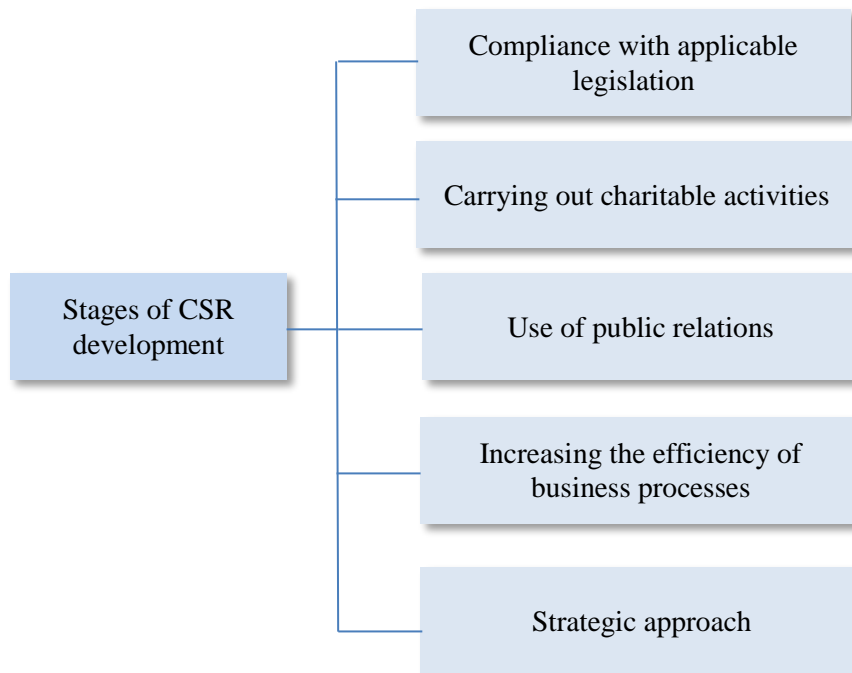 Compliance with applicable
legislation
Carrying out charitable activities
Stages of CSR
development
Use of public relations
Increasing the efficiency of
business processes
Strategic approach